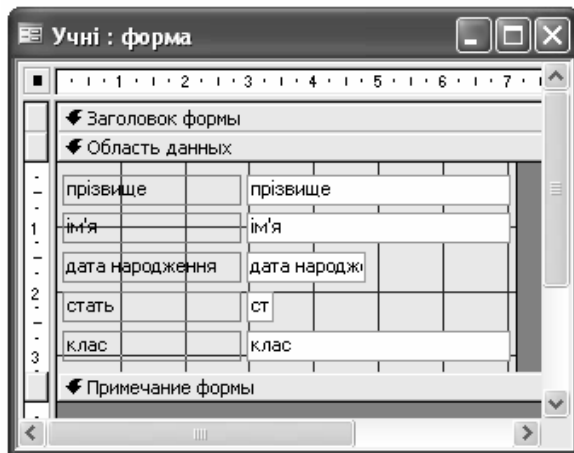 Учні : форма
1 2 3 4 5 6 7
Заголовок формы
Область данных
прізвище прізвище
1
ім'я ім'я
дата народження дата народж
2
стать ст
клас клас
3
Примечание формы